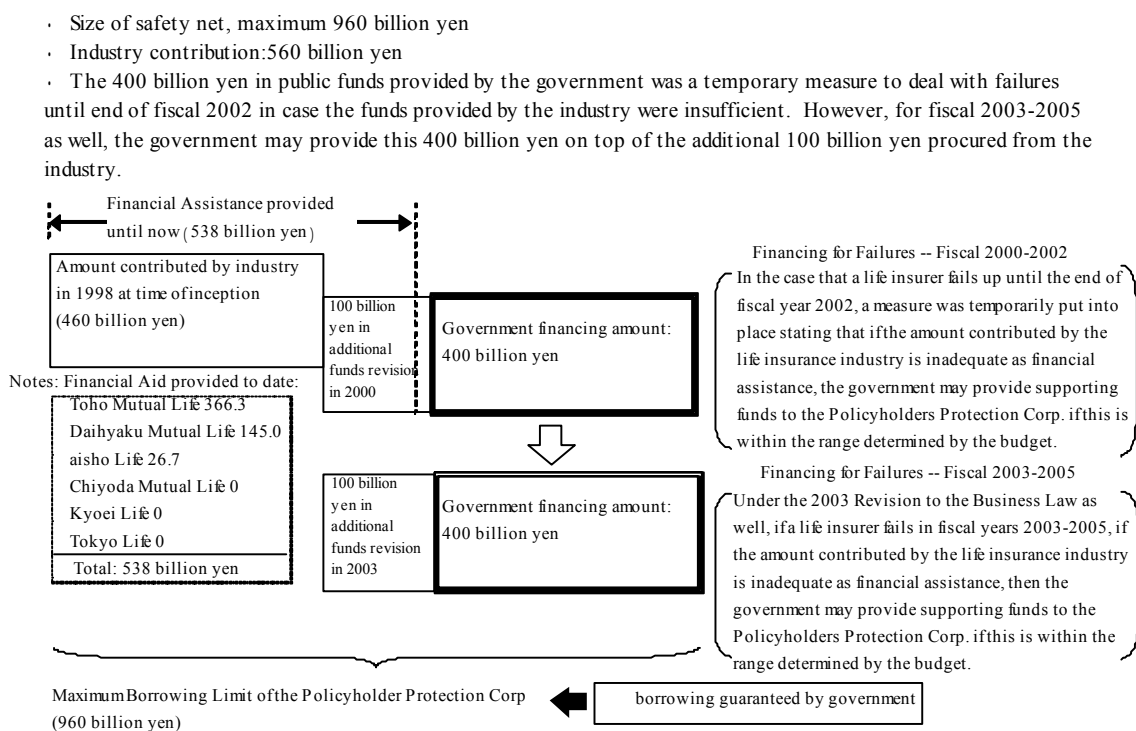 · Size of safety net, maximum 960 billion yen
· Industry contribution:560 billion yen
· The 400 billion yen in public funds provided by the government was a temporary measure to deal with failures
until end of fiscal 2002 in case the funds provided by the industry were insufficient. However, for fiscal 2003-2005
as well, the government may provide this 400 billion yen on top of the additional 100 billion yen procured from the
industry.
Financial Assistance provided
until now (538 billion yen)
Amount contributed by industry
in 1998 at time of inception
(460 billion yen)
100 billion
yen in
additional
funds revision
in 2000
Government financing amount:
400 billion yen
Financing for Failures -- Fiscal 2000-2002
In the case that a life insurer fails up until the end of
fiscal year 2002, a measure was temporarily put into
place stating that if the amount contributed by the
life insurance industry is inadequate as financial
assistance, the government may provide supporting
funds to the Policyholders Protection Corp. if this is
within the range determined by the budget.
Notes: Financial Aid provided to date:
Toho Mutual Life 366.3
Daihyaku Mutual Life 145.0
aisho Life 26.7
Chiyoda Mutual Life 0
Kyoei Life 0
Tokyo Life 0
Total: 538 billion yen
100 billion
yen in
additional
funds revision
in 2003
Government financing amount:
400 billion yen
Financing for Failures -- Fiscal 2003-2005
Under the 2003 Revision to the Business Law as
well, if a life insurer fails in fiscal years 2003-2005, if
the amount contributed by the life insurance industry
is inadequate as financial assistance, then the
government may provide supporting funds to the
Policyholders Protection Corp. if this is within the
range determined by the budget.
Maximum Borrowing Limit of the Policyholder Protection Corp
(960 billion yen)
borrowing guaranteed by government